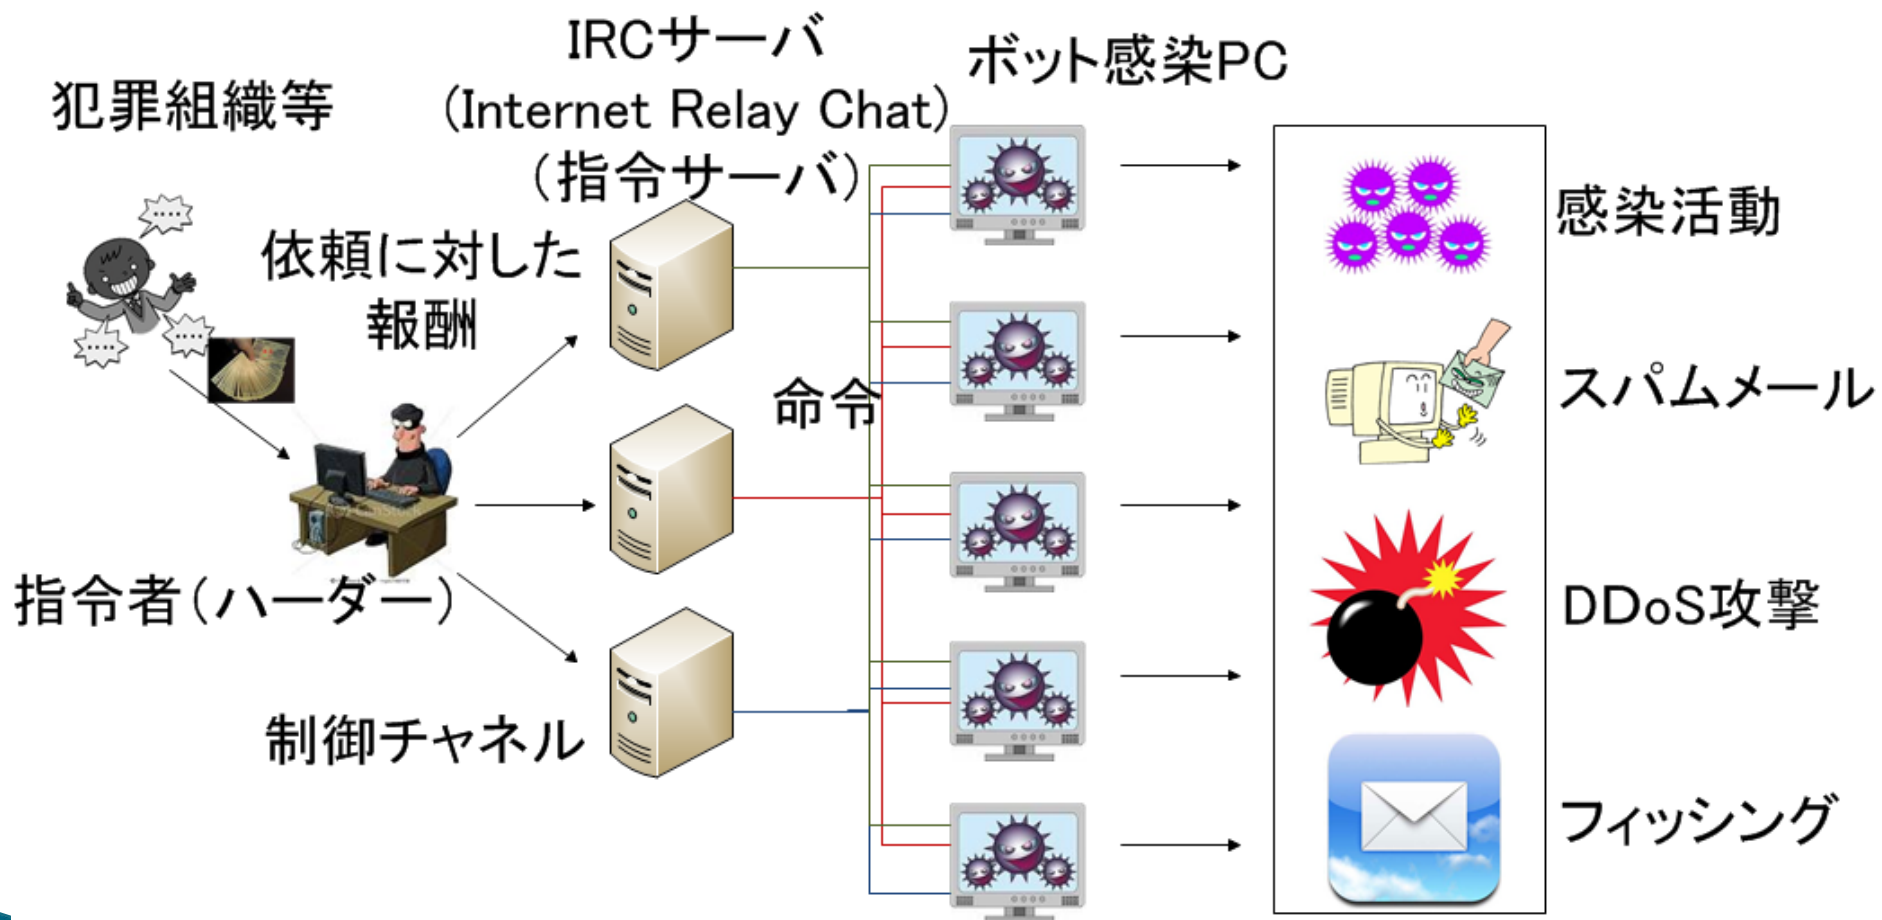 犯罪組織等
IRCサーバ
(Internet Relay Chat)
(指令サーバ)
ボット感染PC
依頼に対した
報酬
命令
指令者(ハーダー)
制御チャネル
感染活動
スパムメール
DDoS攻撃
フィッシング